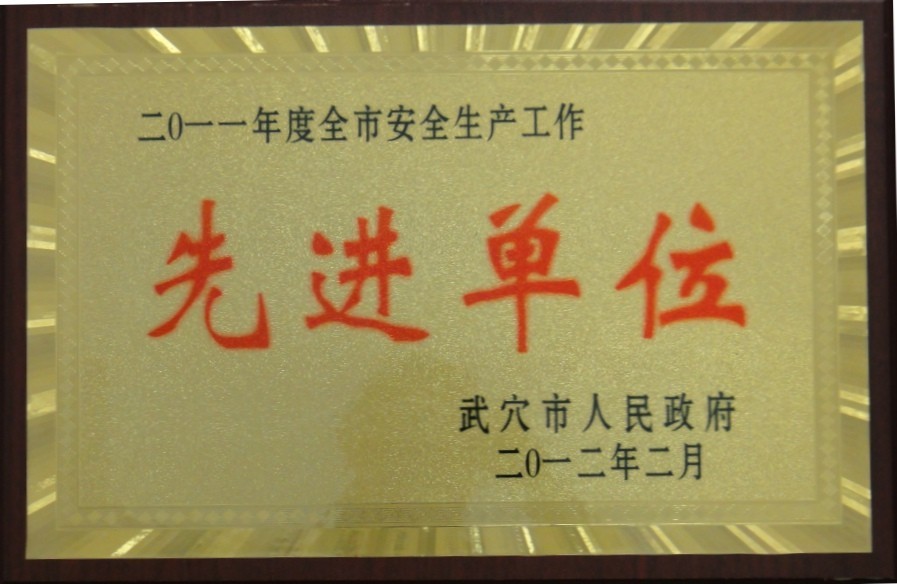 二0一一年度全市安全生产工作
先进单位
武穴市人民政府
二0一二年二月